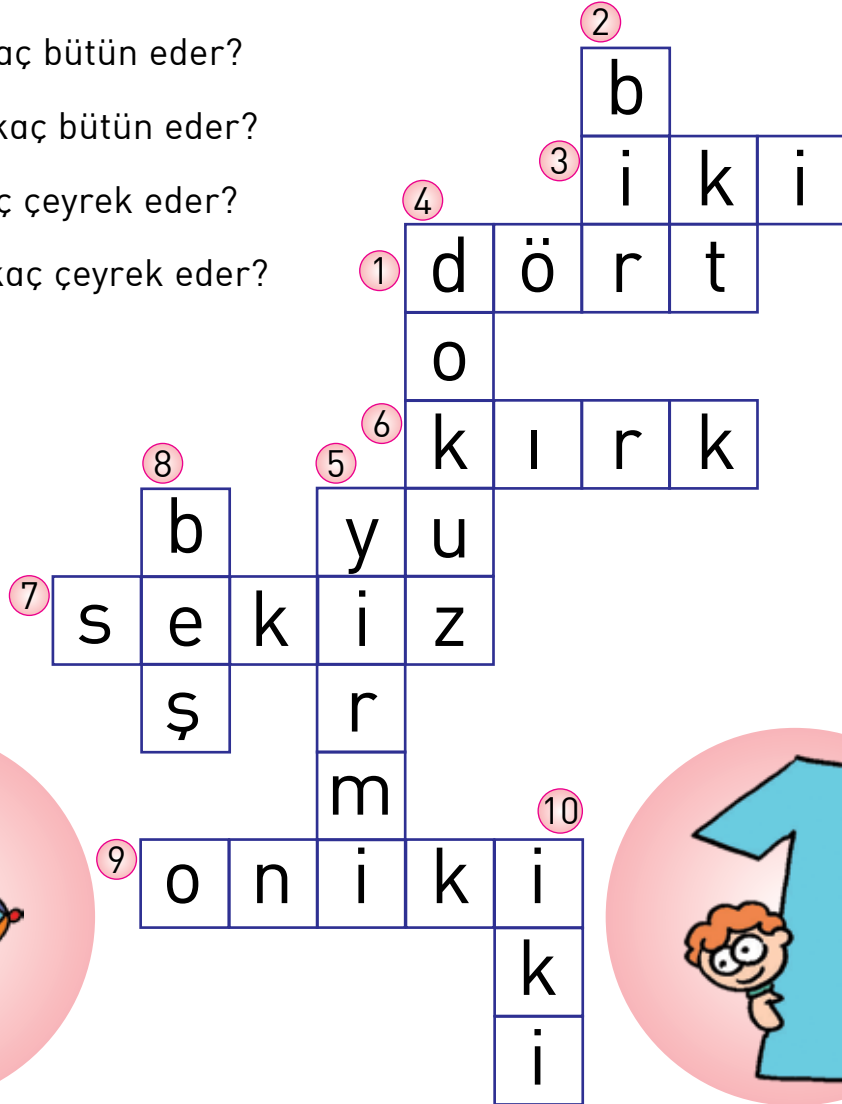 bütün eder?
2
b
kaç bütün eder?
3 i k i
çeyrek eder?
4
1 d ö r t
kaç çeyrek eder?
o
6 k ı r k
8 5
b y u
7 s e k i z
ş r
m
10
9 o n i k i
k
i
1